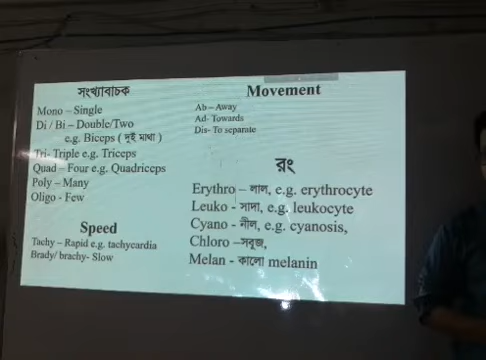 সংখ্যাবাচক
Mono – Single
Di / Bi – Double/Two
e.g. Biceps ( দুই মাথা )
Tri- Triple e.g. Triceps
Quad – Four e.g. Quadriceps
Poly – Many
Oligo - Few
Speed
Tachy – Rapid e.g. tachycardia
Brady/ brachy- Slow
Movement
Ab – Away
Ad- Towards
Dis- To separate
রং
Erythro – লাল, e.g. erythrocyte
Leuko - সাদা, e.g. leukocyte
Cyano - নীল, e.g. cyanosis,
Chloro –সবুজ,
Melan - কালো melanin